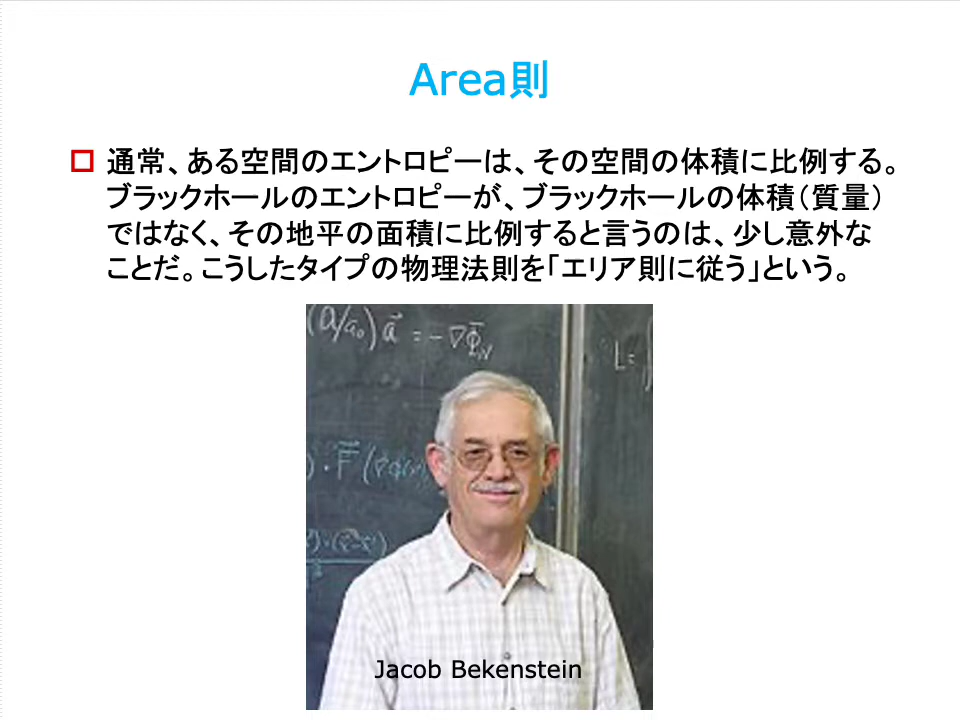 Area則
通常、ある空間のエントロピーは、その空間の体積に比例する。
ブラックホールのエントロピーが、ブラックホールの体積（質量）
ではなく、その地平の面積に比例すると言うのは、少し意外な
ことだ。こうしたタイプの物理法則を「エリア則に従う」という。
(a/a₀) a⃗ = -∇Φ̄N
L = ∫
) · F⃗ (
Jacob Bekenstein